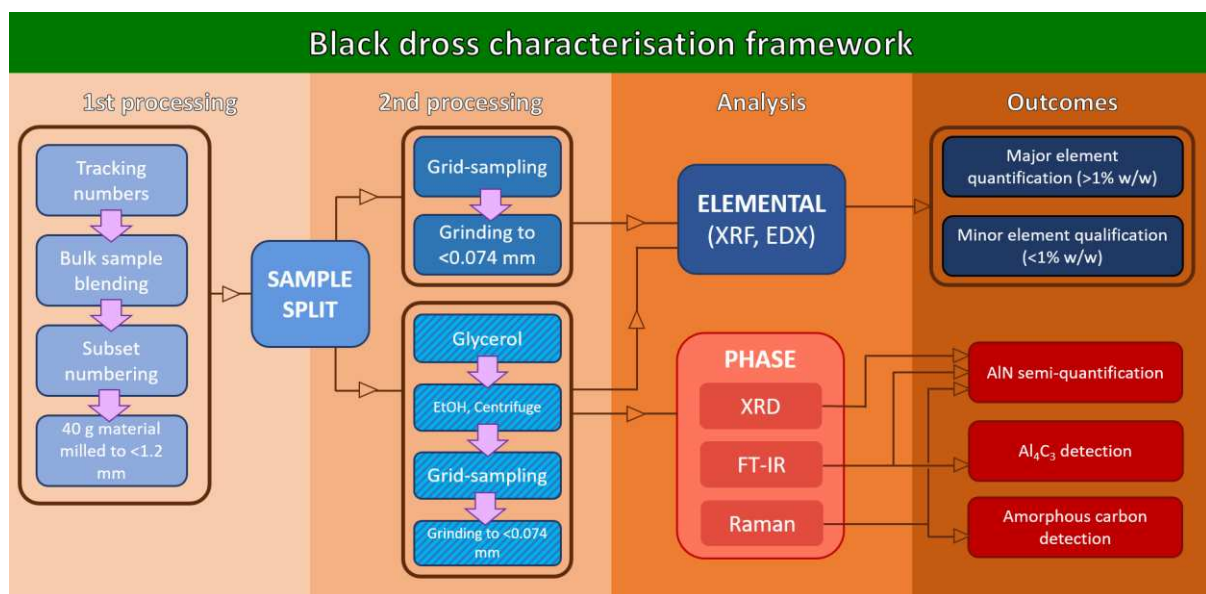 Black dross characterisation framework
1st processing
2nd processing
Analysis
Outcomes
Tracking
numbers
Bulk sample
blending
Subset
numbering
40 g material
milled to <1.2
mm
SAMPLE
SPLIT
Grid-sampling
Grinding to
<0.074 mm
Glycerol
EtOH, Centrifuge
Grid-sampling
Grinding to <0.074
mm
ELEMENTAL
(XRF, EDX)
PHASE
XRD
FT-IR
Raman
Major element
quantification (>1% w/w)
Minor element qualification
(<1% w/w)
AlN semi-quantification
Al₄C₃ detection
Amorphous carbon
detection